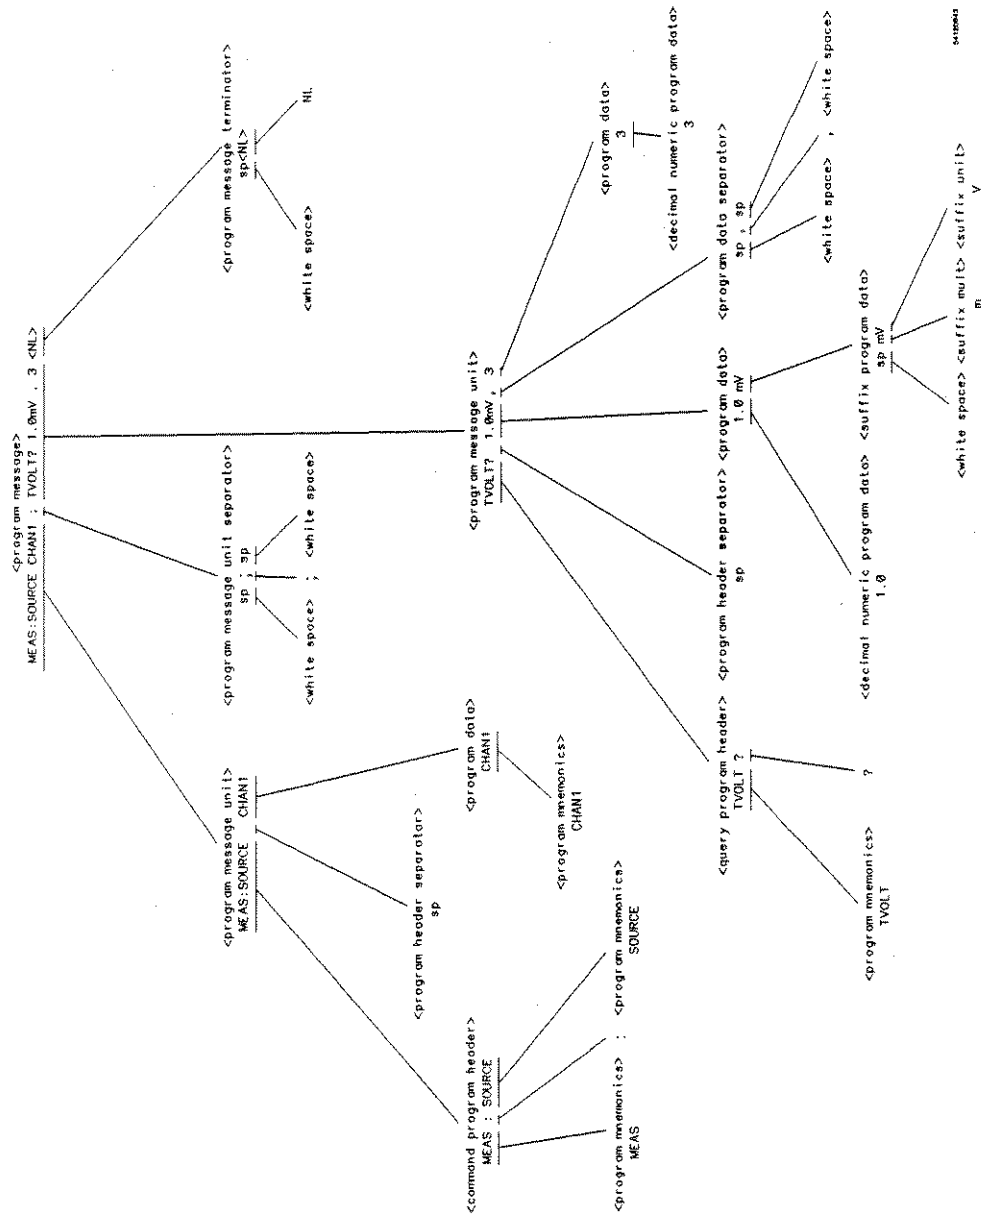 <program message>
MEAS:SOURCE CHAN1 ; TVOLT? 1.0mV , 3 <NL>
<program message unit>
MEAS:SOURCE CHAN1
<program message unit separator>
sp ; sp
<program message terminator>
sp<NL>
<white space> ; <white space>
<white space>
NL
<program header separator>
sp
<command program header>
MEAS : SOURCE
<program data>
CHAN1
<program message unit>
TVOLT? 1.0mV , 3
<program mnemonics> : <program mnemonics>
MEAS
SOURCE
<program mnemonics>
CHAN1
<program data>
3
<decimal numeric program data>
3
<query program header>
TVOLT ?
<program header separator>
sp
<program data>
1.0 mV
<program data separator>
sp , sp
<white space> , <white space>
<program mnemonics>
TVOLT
?
<decimal numeric program data>
1.0
<suffix program data>
sp mV
<white space> <suffix mult> <suffix unit>
m
V